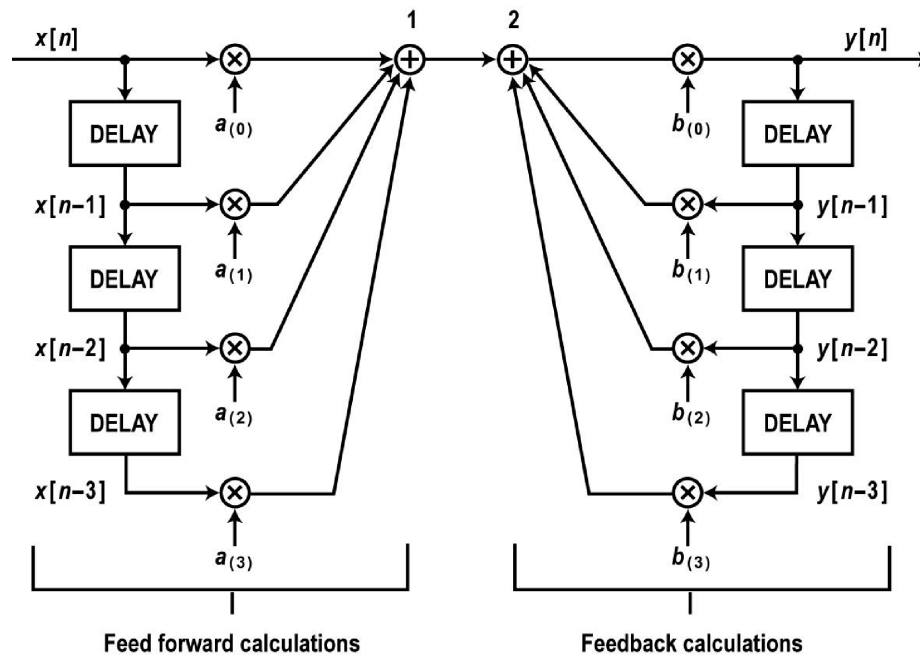 1 2
x[n] y[n]
a(0) b(0)
DELAY DELAY
x[n–1] y[n–1]
a(1) b(1)
DELAY DELAY
x[n–2] y[n–2]
a(2) b(2)
DELAY DELAY
x[n–3] y[n–3]
a(3) b(3)
Feed forward calculations Feedback calculations